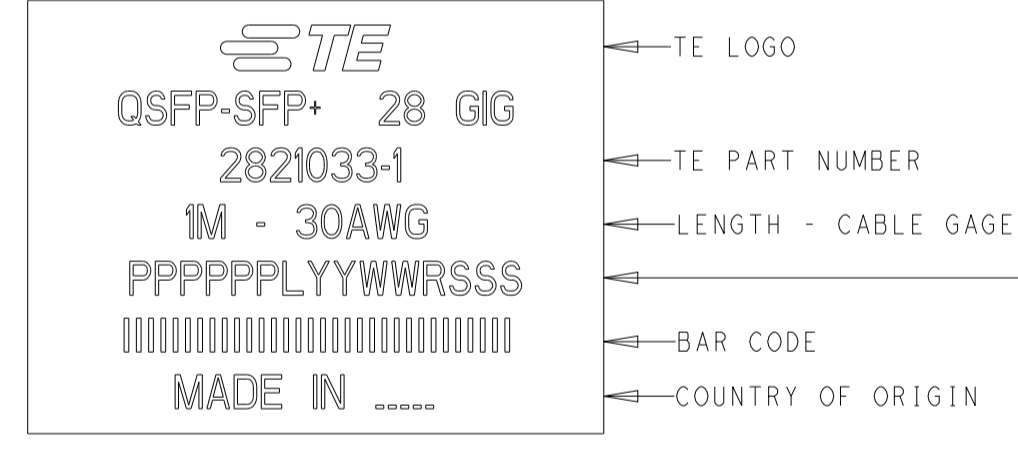 TE
TE LOGO
QSFP-SFP+ 28 GIG
2821033-1
TE PART NUMBER
1M - 30AWG
LENGTH - CABLE GAGE
PPPPPPLYYWWRSSS
BAR CODE
MADE IN _____
COUNTRY OF ORIGIN